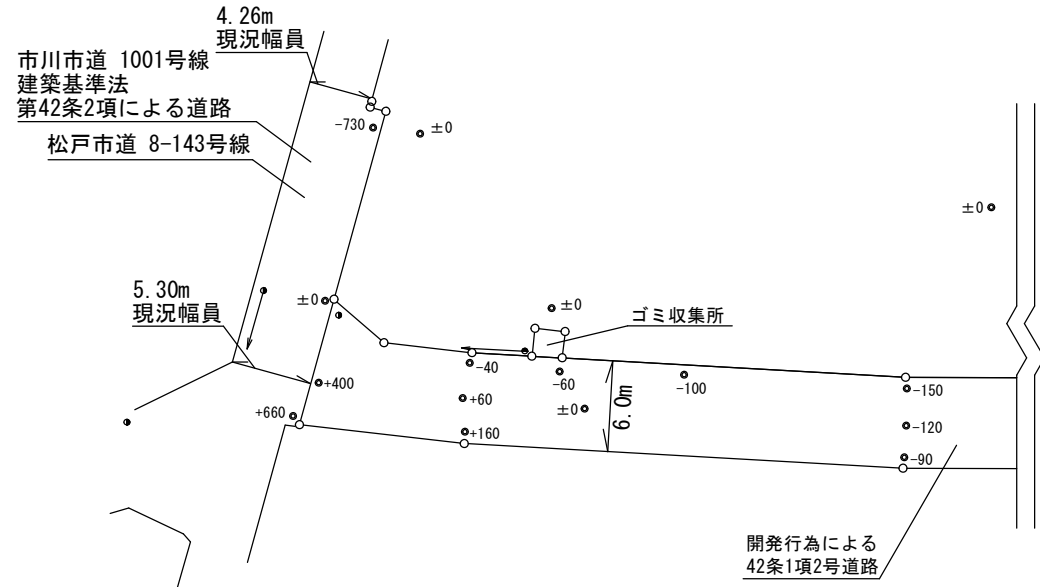 4.26m
現況幅員
市川市道 1001号線
建築基準法
第42条2項による道路
松戸市道 8-143号線
-730
±0
±0
5.30m
現況幅員
±0
±0
ゴミ収集所
-40
-60
-100
-150
+400
+60
±0
6.0m
+660
+160
-120
-90
開発行為による
42条1項2号道路